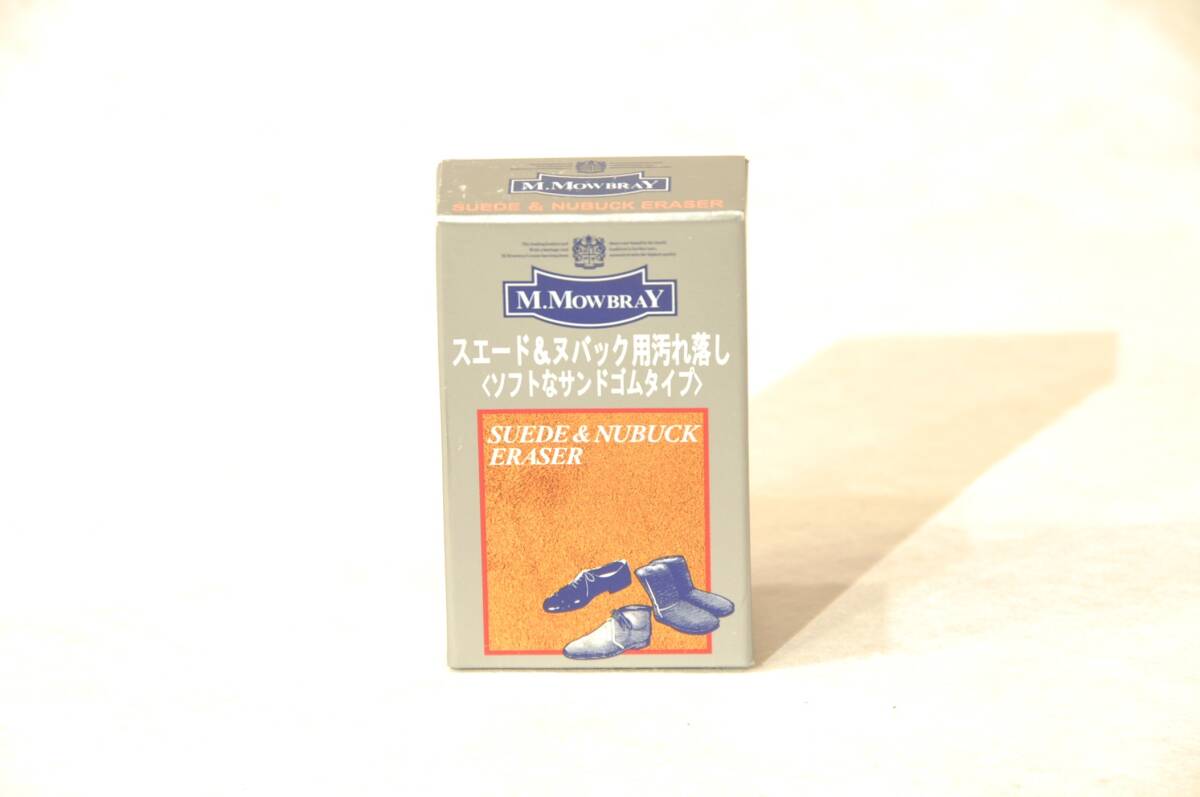 M.MOWBRAY
SUEDE & NUBUCK ERASER
M.MOWBRAY
スエード&ヌバック用汚れ落し
〈ソフトなサンドゴムタイプ〉
SUEDE & NUBUCK
ERASER